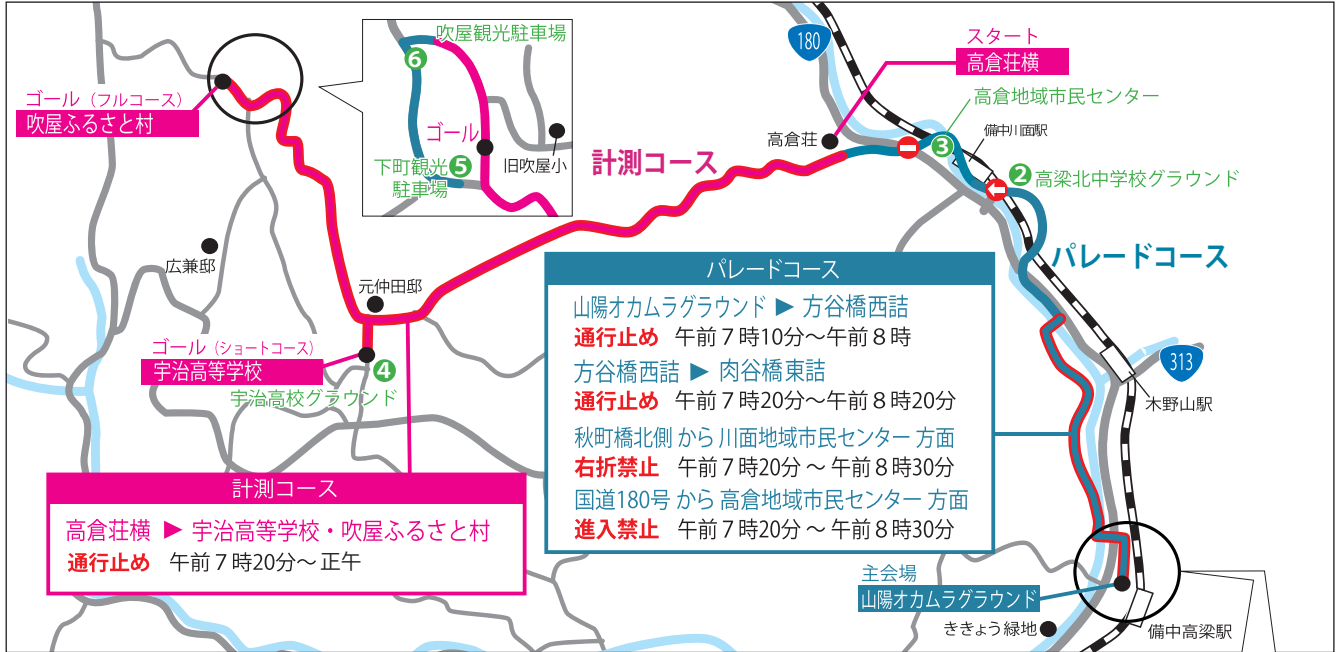 180
スタート
高倉荘横
高倉地域市民センター
備中川面駅
高倉荘
3
2
高梁北中学校グラウンド
パレードコース
計測コース
吹屋観光駐車場
6
ゴール
5
下町観光
駐車場
旧吹屋小
ゴール(フルコース)
吹屋ふるさと村
広兼邸
元仲田邸
ゴール(ショートコース)
宇治高等学校
4
宇治高校グラウンド
パレードコース
山陽オカムラグラウンド ▶ 方谷橋西詰
通行止め 午前7時10分～午前8時
方谷橋西詰 ▶ 肉谷橋東詰
通行止め 午前7時20分～午前8時20分
秋町橋北側 から 川面地域市民センター 方面
右折禁止 午前7時20分 ～ 午前8時30分
国道180号 から 高倉地域市民センター 方面
進入禁止 午前7時20分 ～ 午前8時30分
313
木野山駅
計測コース
高倉荘横 ▶ 宇治高等学校・吹屋ふるさと村
通行止め 午前7時20分～ 正午
主会場
山陽オカムラグラウンド
ききょう緑地
備中高梁駅